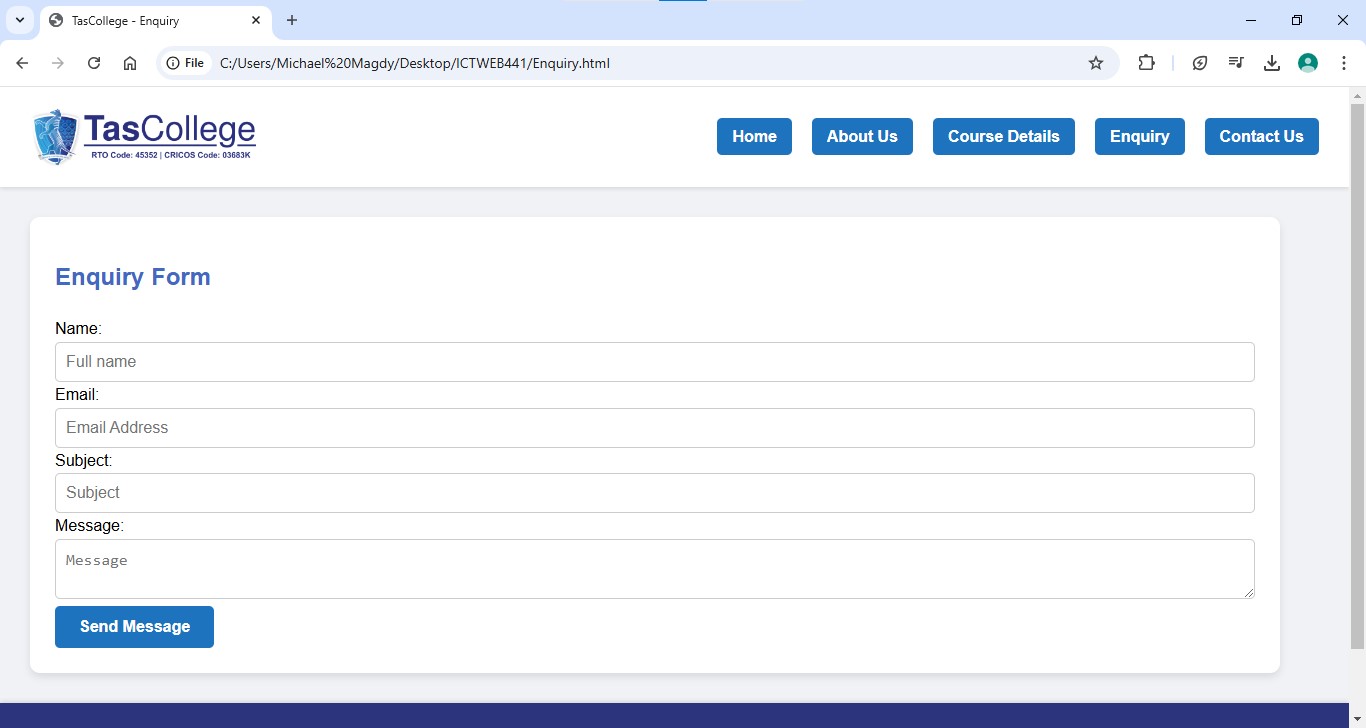 TasCollege - Enquiry
File C:/Users/Michael%20Magdy/Desktop/ICTWEB441/Enquiry.html
TasCollege
RTO Code: 45352 | CRICOS Code: 03683K
Home About Us Course Details Enquiry Contact Us
Enquiry Form
Name:
Full name
Email:
Email Address
Subject:
Subject
Message:
Message
Send Message